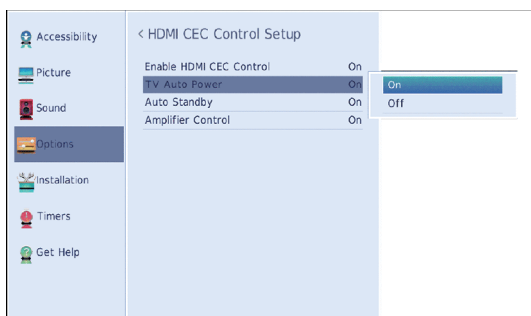 Accessibility
Picture
Sound
Options
Installation
Timers
Get Help
< HDMI CEC Control Setup
Enable HDMI CEC Control On
TV Auto Power On
Auto Standby On
Amplifier Control On
On
Off